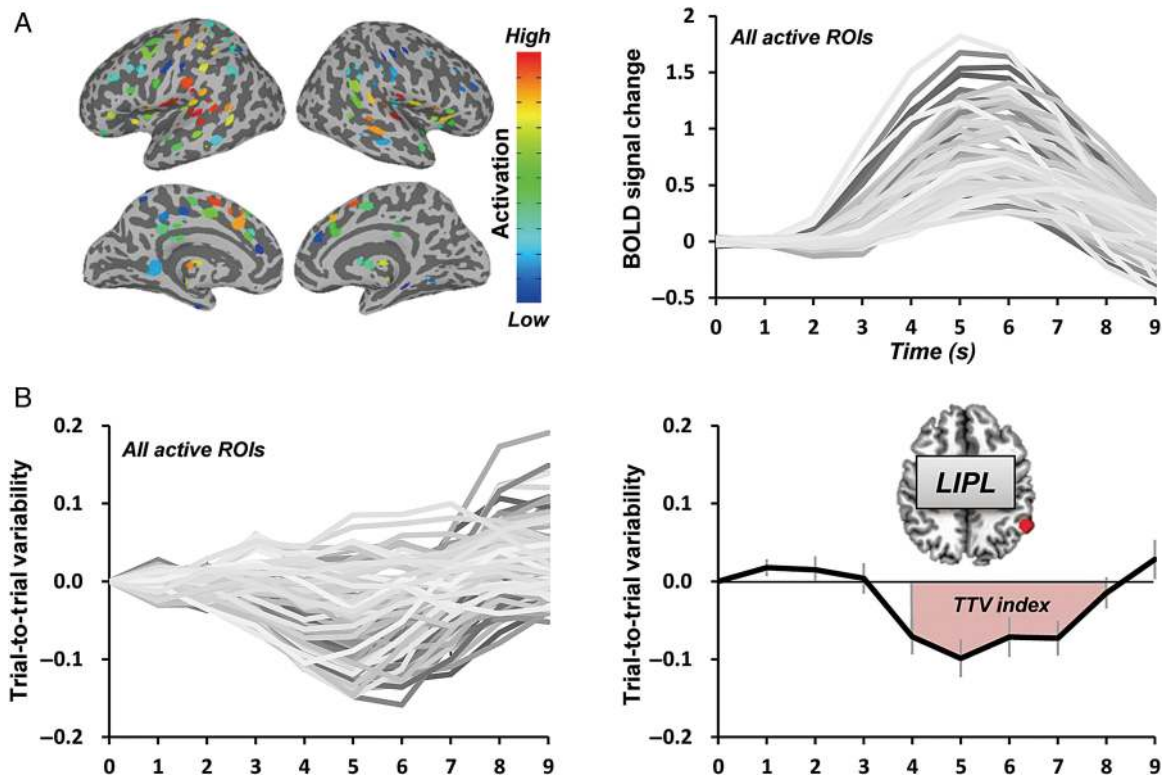 A
High
Activation
Low
BOLD signal change
All active ROIs
2
1.5
1
0.5
0
–0.5
0 1 2 3 4 5 6 7 8 9
Time (s)
B
Trial-to-trial variability
All active ROIs
0.2
0.1
0.0
–0.1
–0.2
0 1 2 3 4 5 6 7 8 9
Trial-to-trial variability
0.2
0.1
0.0
–0.1
–0.2
LIPL
TTV index
0 1 2 3 4 5 6 7 8 9